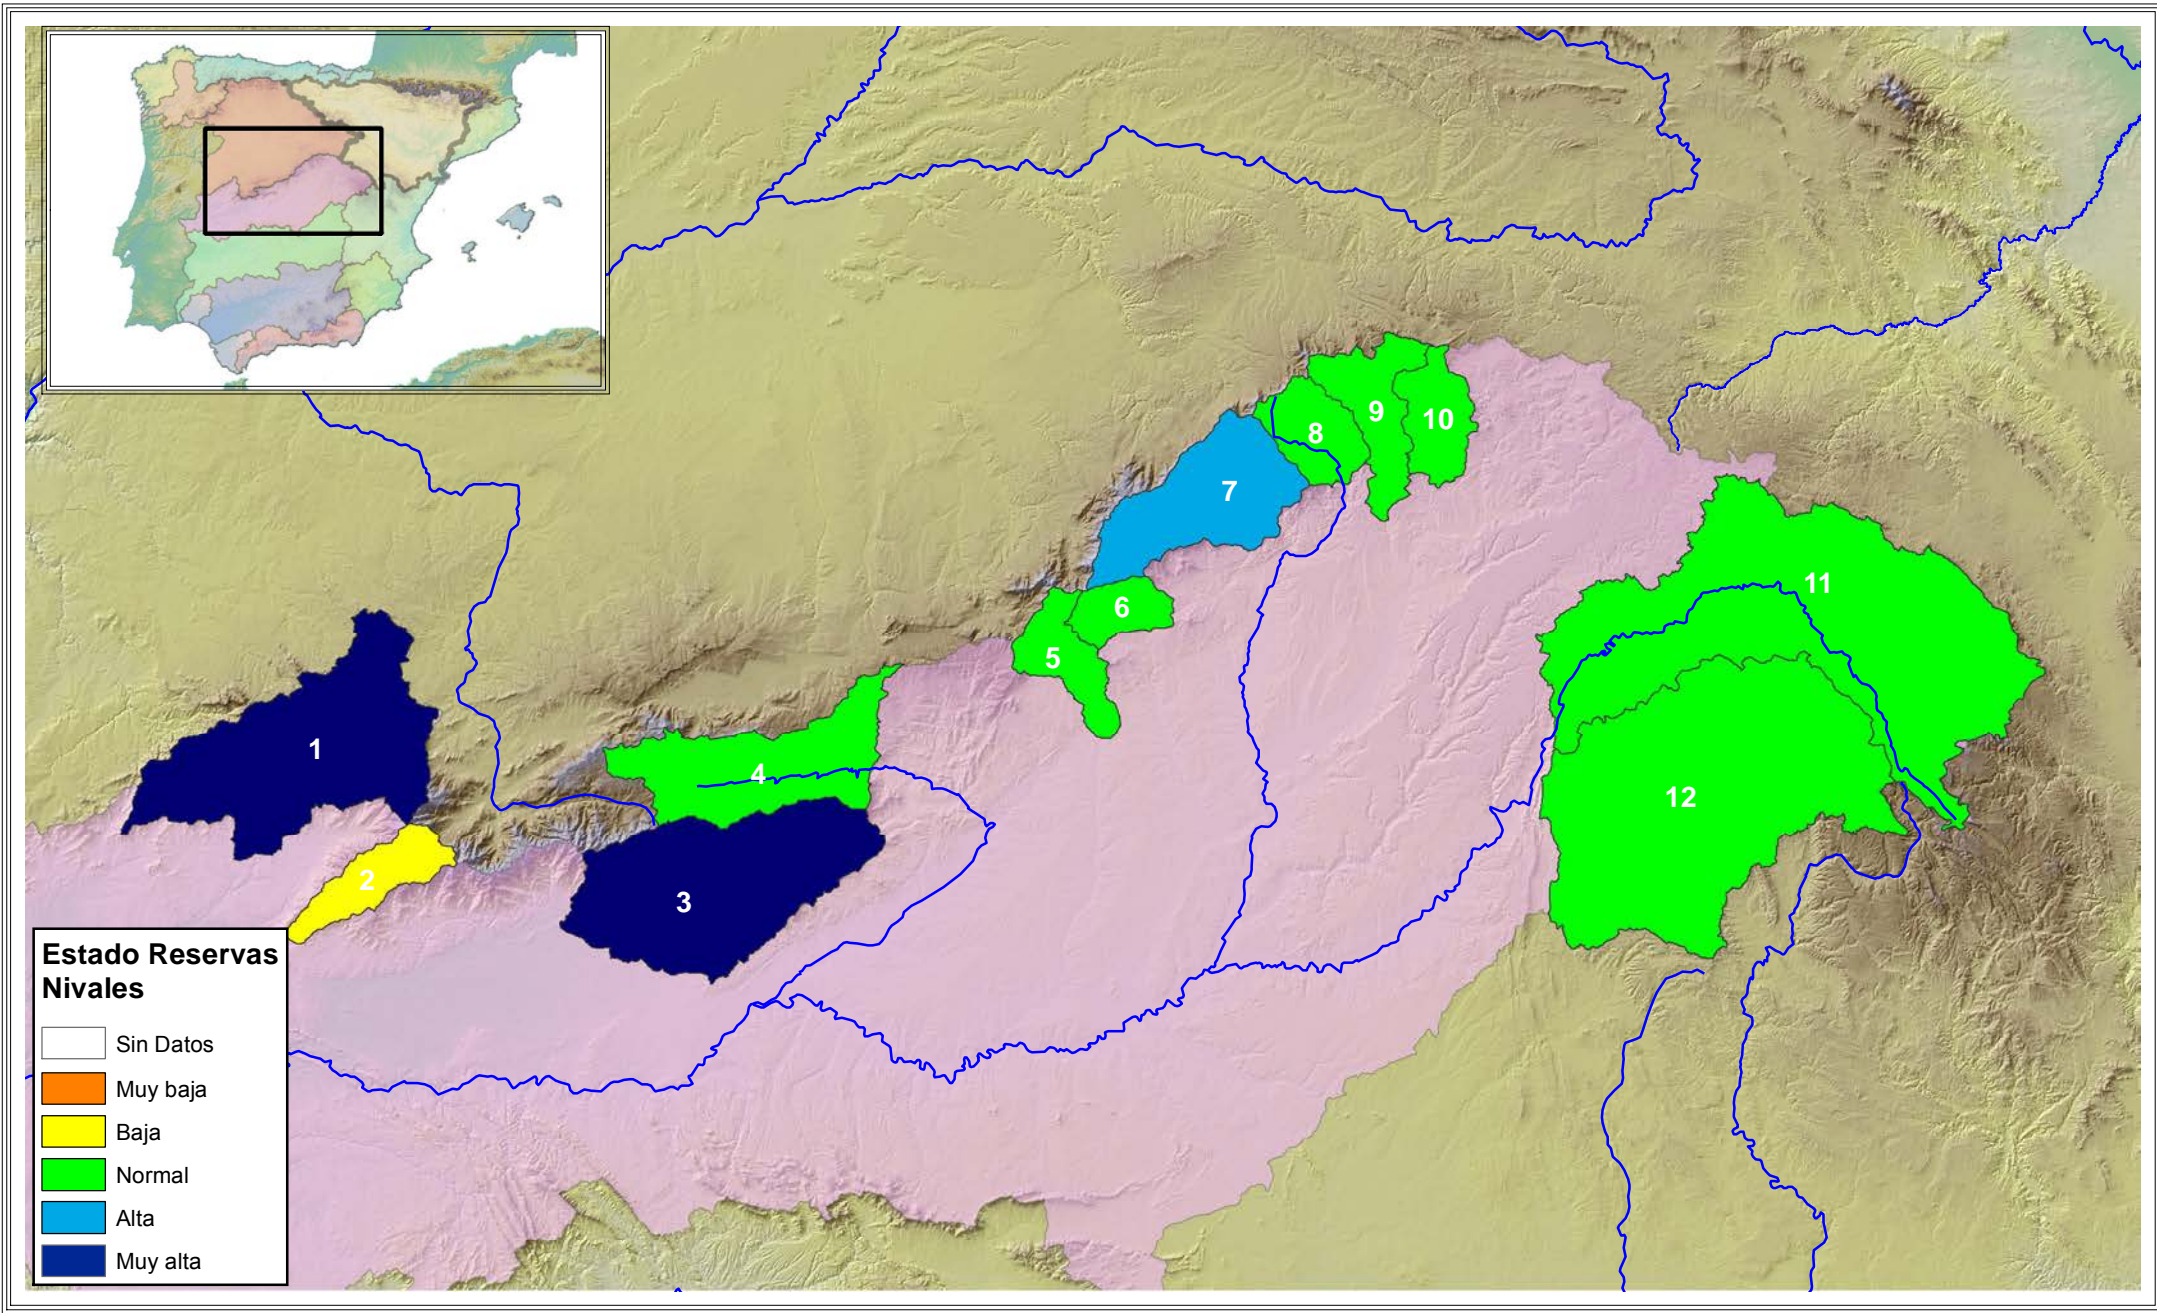 8
9
10
7
11
6
5
1
4
12
2
3
Estado Reservas
Nivales
Sin Datos
Muy baja
Baja
Normal
Alta
Muy alta